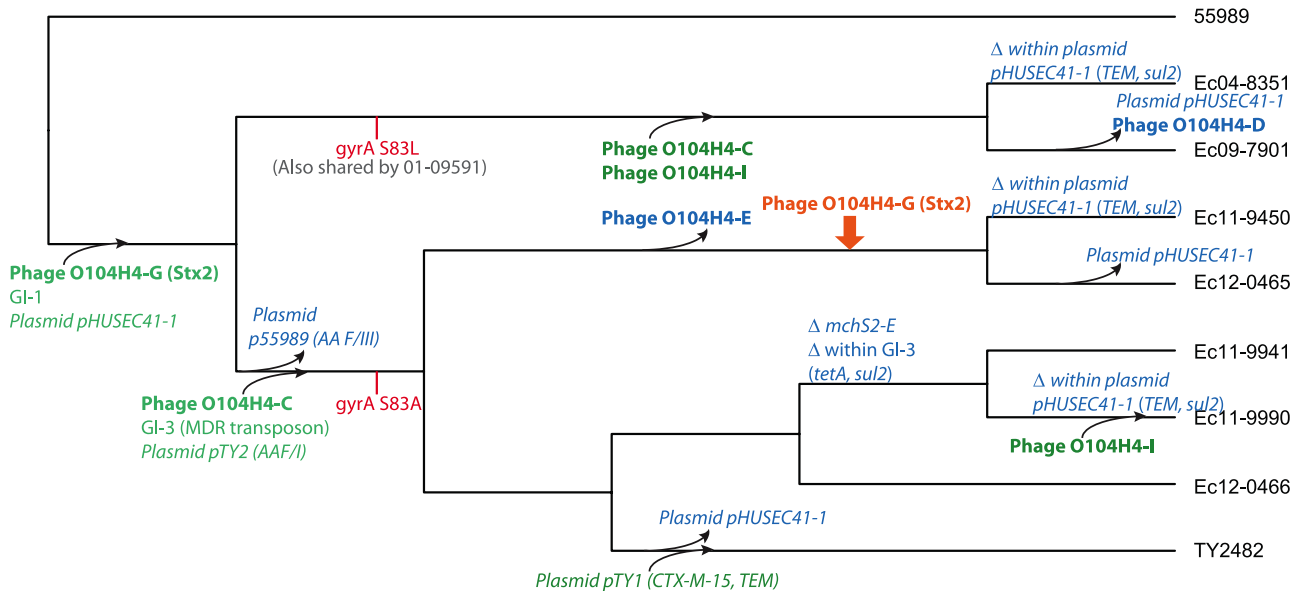 55989
Δ within plasmid
pHUSEC41-1 (TEM, sul2)
Ec04-8351
Plasmid pHUSEC41-1
Phage O104H4-D
Ec09-7901
gyrA S83L
(Also shared by 01-09591)
Phage O104H4-C
Phage O104H4-I
Phage O104H4-E
Phage O104H4-G (Stx2)
Δ within plasmid
pHUSEC41-1 (TEM, sul2)
Ec11-9450
Plasmid pHUSEC41-1
Ec12-0465
Phage O104H4-G (Stx2)
GI-1
Plasmid pHUSEC41-1
Plasmid
p55989 (AA F/III)
Phage O104H4-C
GI-3 (MDR transposon)
Plasmid pTY2 (AAF/I)
gyrA S83A
Δ mchS2-E
Δ within GI-3
(tetA, sul2)
Ec11-9941
Δ within plasmid
pHUSEC41-1 (TEM, sul2)
Ec11-9990
Phage O104H4-I
Ec12-0466
Plasmid pHUSEC41-1
TY2482
Plasmid pTY1 (CTX-M-15, TEM)